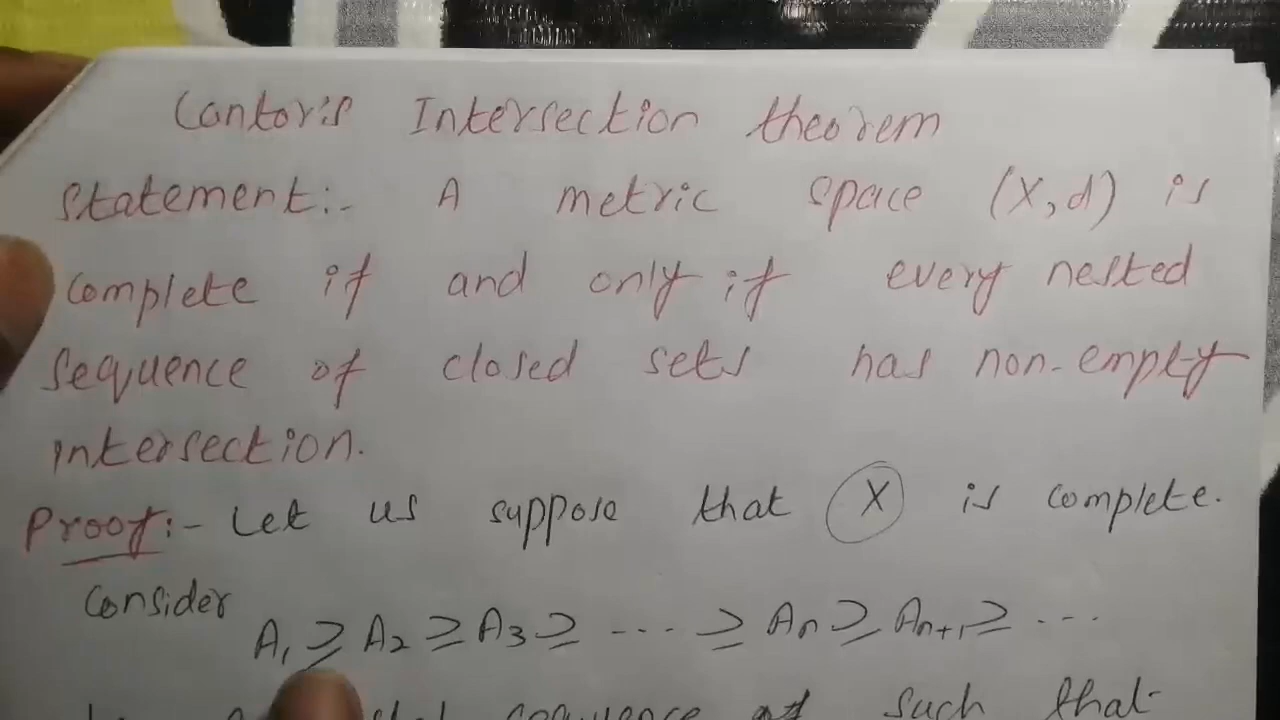 Cantor's Intersection theorem
Statement:- A metric space (X,d) is
complete if and only if every nested
sequence of closed sets has non-empty
intersection.
Proof:- Let us suppose that X is complete.
Consider
A₁ ⊇ A₂ ⊇ A₃ ⊇ --- ⊇ Aₙ ⊇ Aₙ₊₁ ⊇ ---
sequence of such that